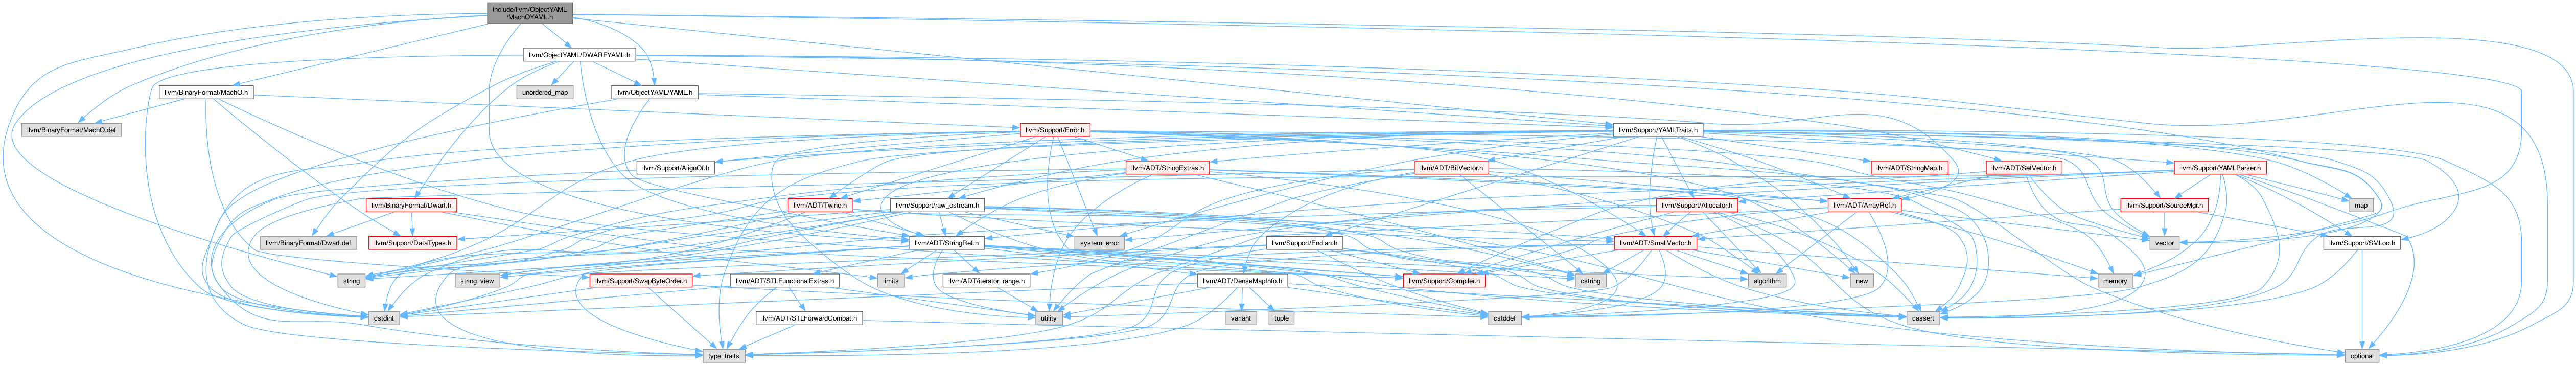 include/llvm/ObjectYAML
/MachOYAML.h
llvm/ObjectYAML/DWARFYAML.h
llvm/BinaryFormat/MachO.h
unordered_map
llvm/ObjectYAML/YAML.h
llvm/BinaryFormat/MachO.def
llvm/Support/Error.h
llvm/Support/YAMLTraits.h
llvm/Support/AlignOf.h
llvm/ADT/StringExtras.h
llvm/ADT/BitVector.h
llvm/ADT/StringMap.h
llvm/ADT/SetVector.h
llvm/Support/YAMLParser.h
llvm/BinaryFormat/Dwarf.h
llvm/ADT/Twine.h
llvm/Support/raw_ostream.h
llvm/Support/Allocator.h
llvm/ADT/ArrayRef.h
llvm/Support/SourceMgr.h
map
llvm/BinaryFormat/Dwarf.def
llvm/Support/DataTypes.h
llvm/ADT/StringRef.h
system_error
llvm/Support/Endian.h
llvm/ADT/SmallVector.h
vector
llvm/Support/SMLoc.h
string
string_view
llvm/Support/SwapByteOrder.h
llvm/ADT/STLFunctionalExtras.h
limits
llvm/ADT/iterator_range.h
llvm/ADT/DenseMapInfo.h
llvm/Support/Compiler.h
cstring
algorithm
new
memory
cstdint
llvm/ADT/STLForwardCompat.h
utility
variant
tuple
cstddef
cassert
type_traits
optional